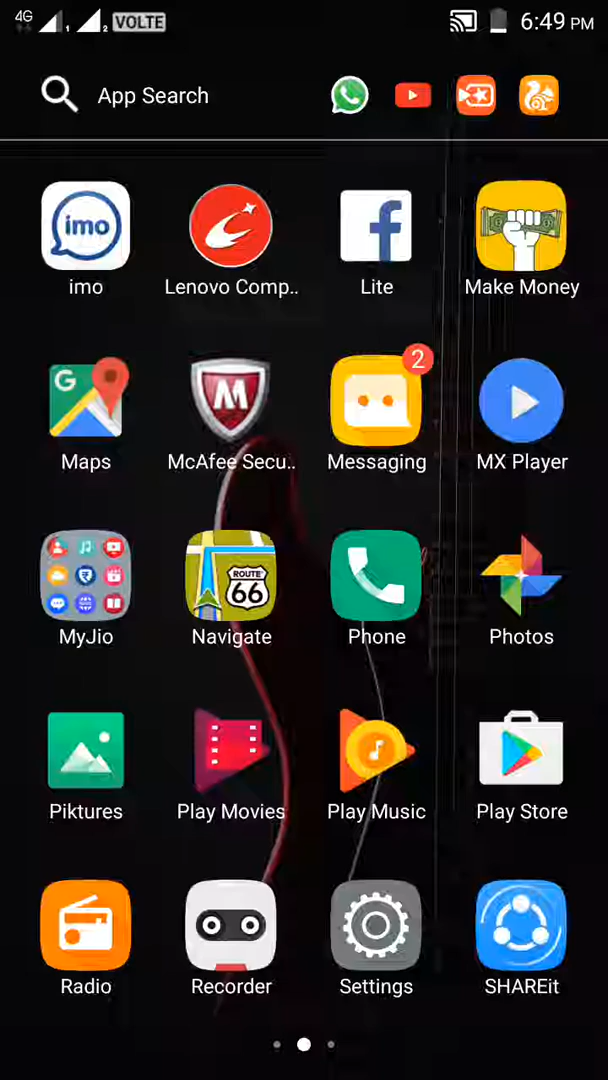 4G 1 2 VOLTE 6:49 PM
App Search
imo
imo Lenovo Comp.. Lite Make Money
G 2
Maps McAfee Secu.. Messaging MX Player
ROUTE
66
MyJio Navigate Phone Photos
Piktures Play Movies Play Music Play Store
Radio Recorder Settings SHAREit